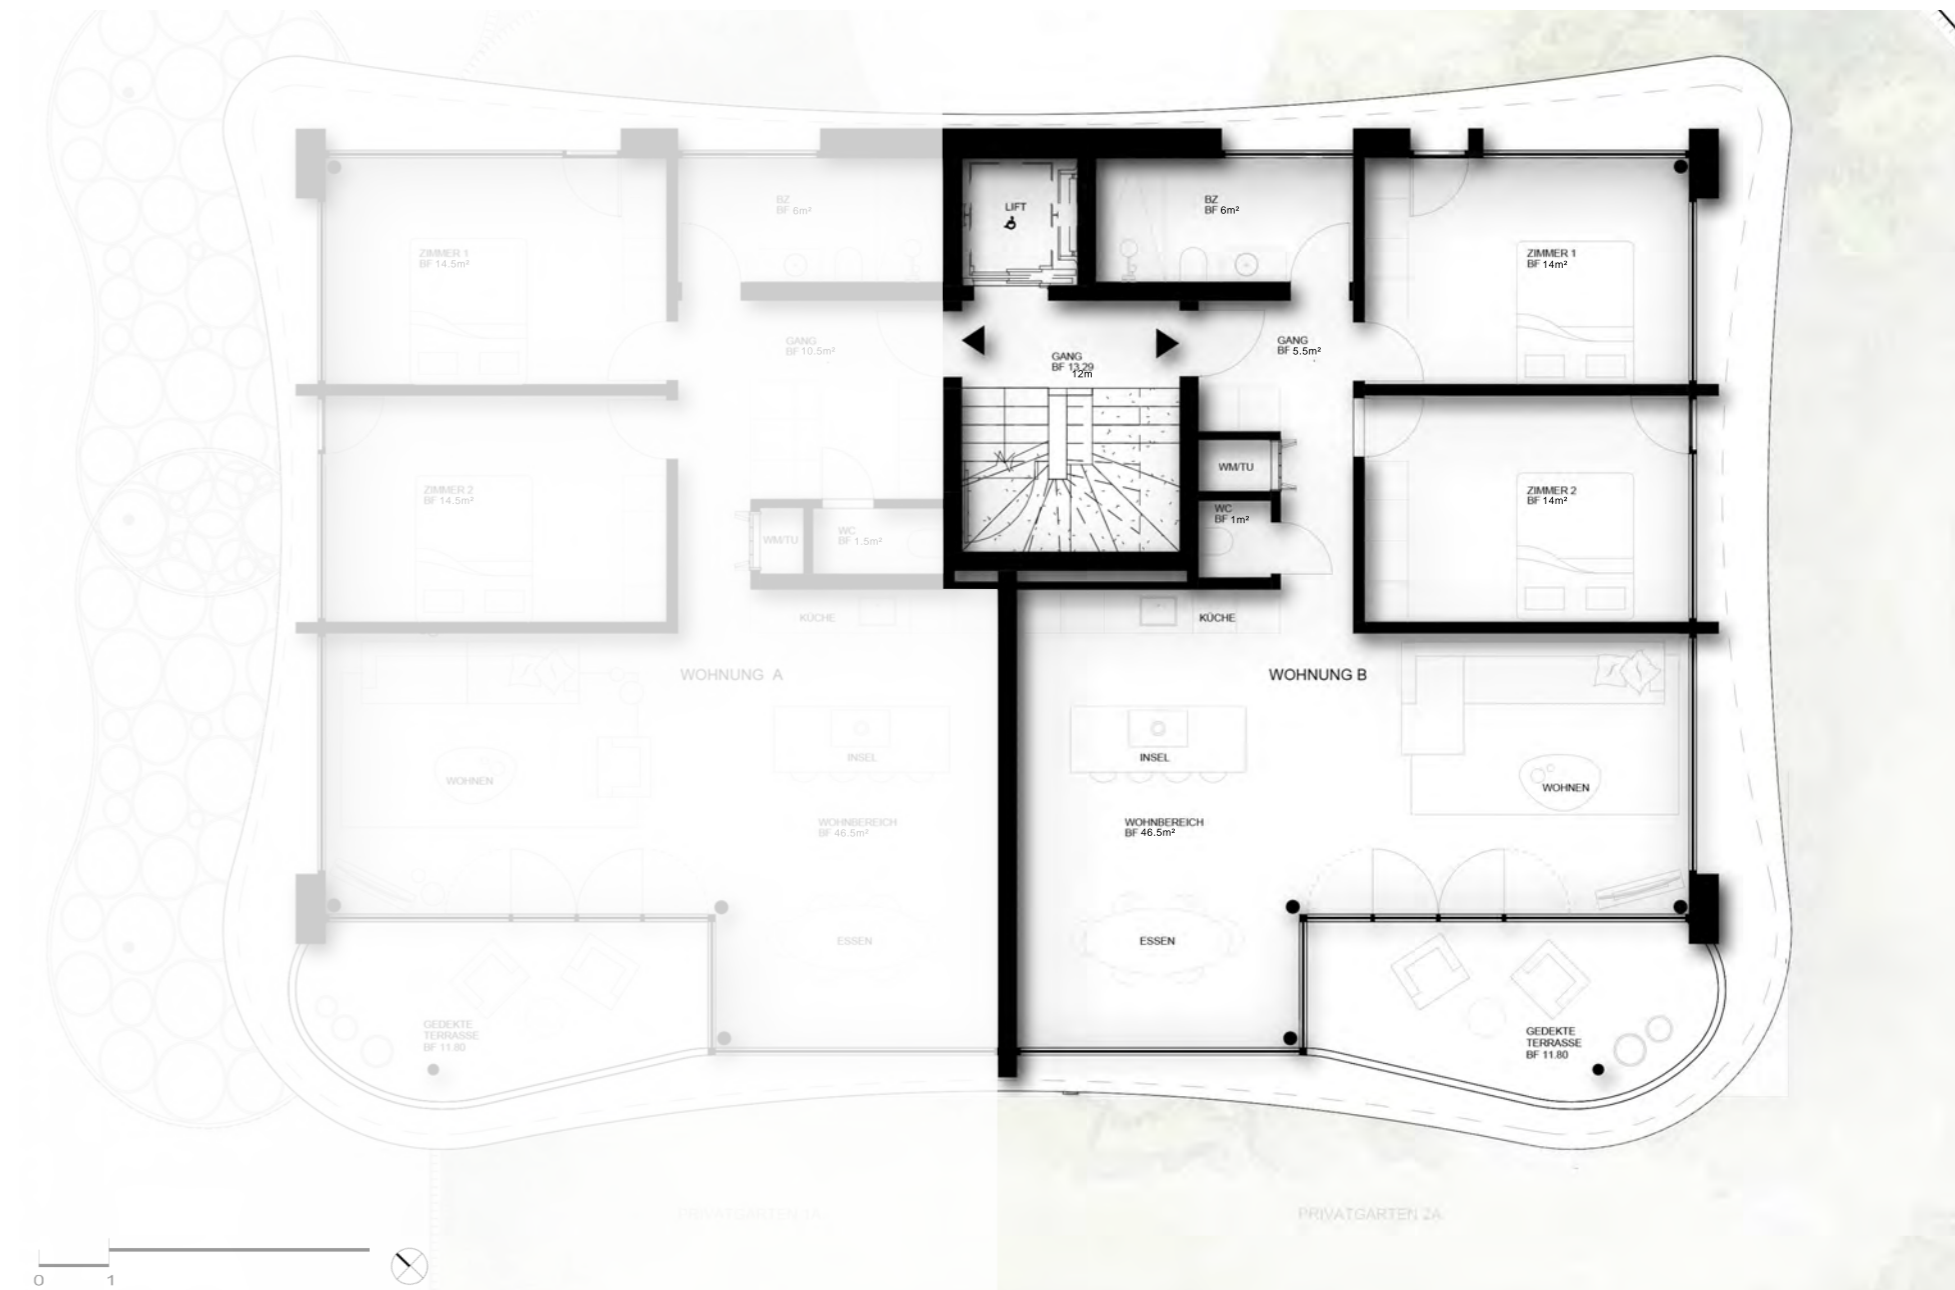 BZ
BF 6m²
LIFT
BZ
BF 6m²
ZIMMER 1
BF 14.5m²
ZIMMER 1
BF 14m²
GANG
BF 10.5m²
GANG
BF 13.29
12m
GANG
BF 5.5m²
ZIMMER 2
BF 14.5m²
WM/TU
ZIMMER 2
BF 14m²
WC
BF 1m²
WM/TU
WC
BF 1.5m²
KÜCHE
KÜCHE
WOHNUNG A
WOHNUNG B
INSEL
INSEL
WOHNEN
WOHNEN
WOHNBEREICH
BF 46.5m²
WOHNBEREICH
BF 46.5m²
ESSEN
ESSEN
GEDEKTE
TERRASSE
BF 11.80
GEDEKTE
TERRASSE
BF 11.80
PRIVATGARTEN
PRIVATGARTEN 2A
0 1